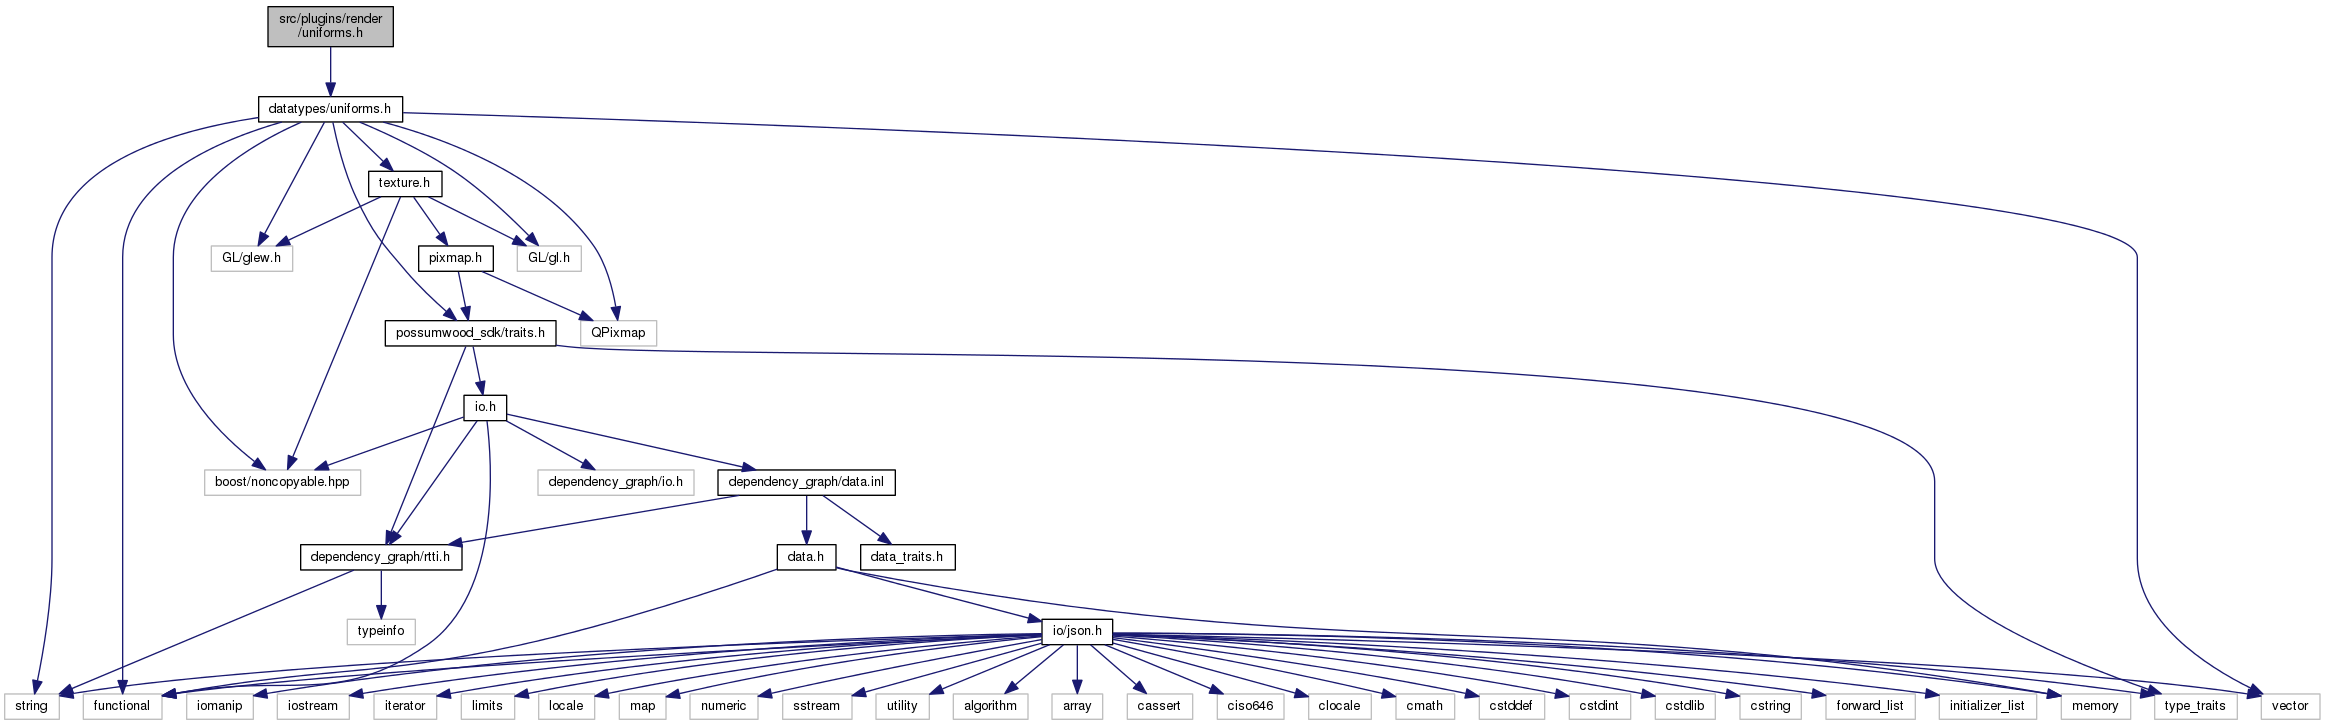 src/plugins/render
/uniforms.h
datatypes/uniforms.h
texture.h
GL/glew.h
pixmap.h
GL/gl.h
possumwood_sdk/traits.h
QPixmap
io.h
boost/noncopyable.hpp
dependency_graph/io.h
dependency_graph/data.inl
dependency_graph/rtti.h
data.h
data_traits.h
typeinfo
io/json.h
string
functional
iomanip
iostream
iterator
limits
locale
map
numeric
sstream
utility
algorithm
array
cassert
ciso646
clocale
cmath
cstddef
cstdint
cstdlib
cstring
forward_list
initializer_list
memory
type_traits
vector